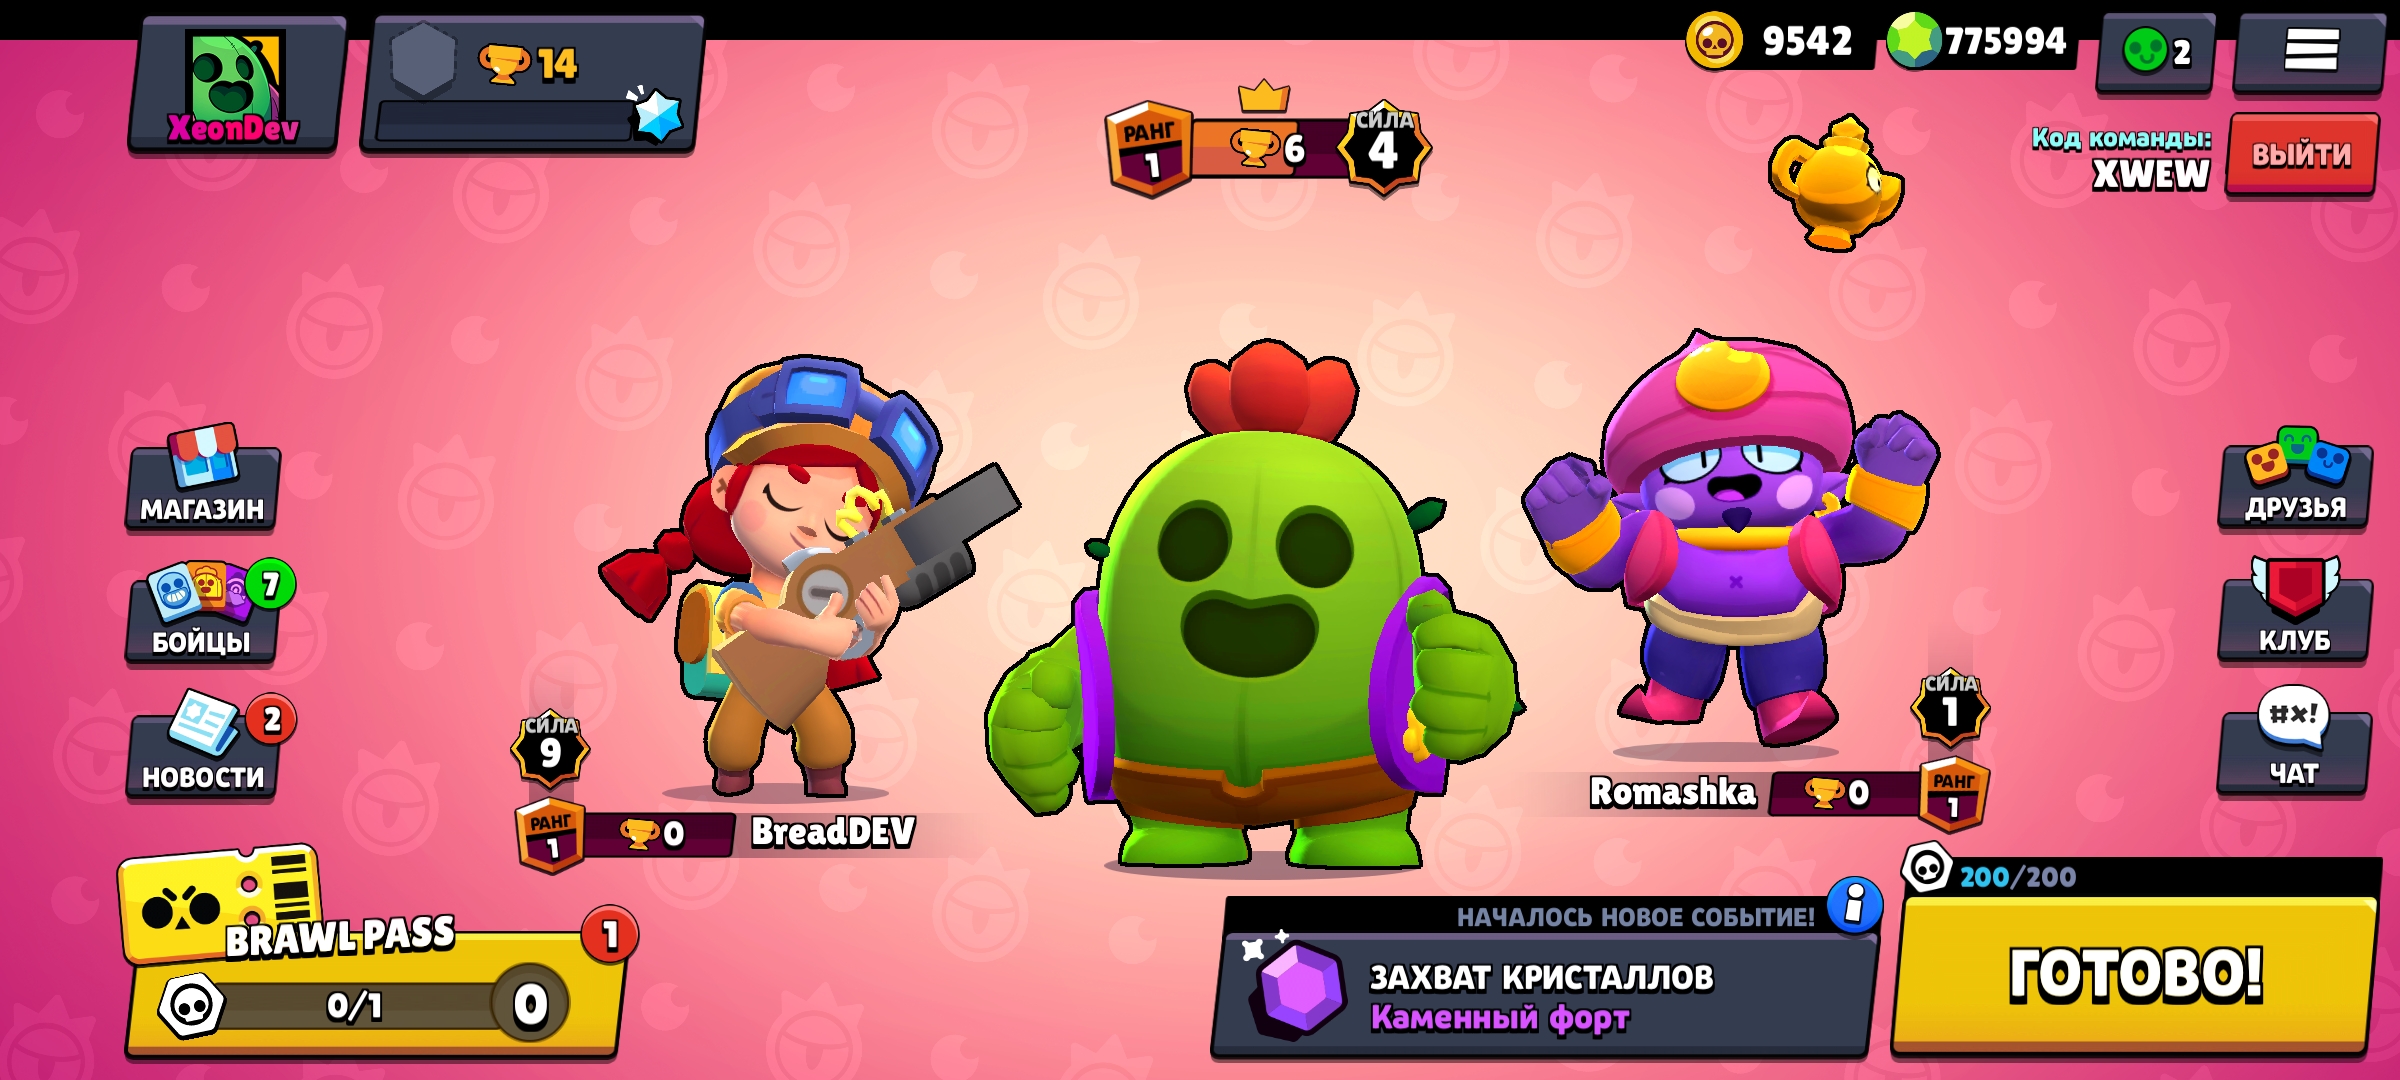 XeonDev
14
9542
775994
2
РАНГ
1
6
СИЛА
4
Код команды:
XWEW
ВЫЙТИ
МАГАЗИН
БОЙЦЫ
7
НОВОСТИ
2
ДРУЗЬЯ
КЛУБ
#x!
ЧАТ
СИЛА
9
РАНГ
1
0
BreadDEV
СИЛА
1
Romashka
0
РАНГ
1
BRAWL PASS
1
0/1
0
НАЧАЛОСЬ НОВОЕ СОБЫТИЕ!
i
ЗАХВАТ КРИСТАЛЛОВ
Каменный форт
200/200
ГОТОВО!